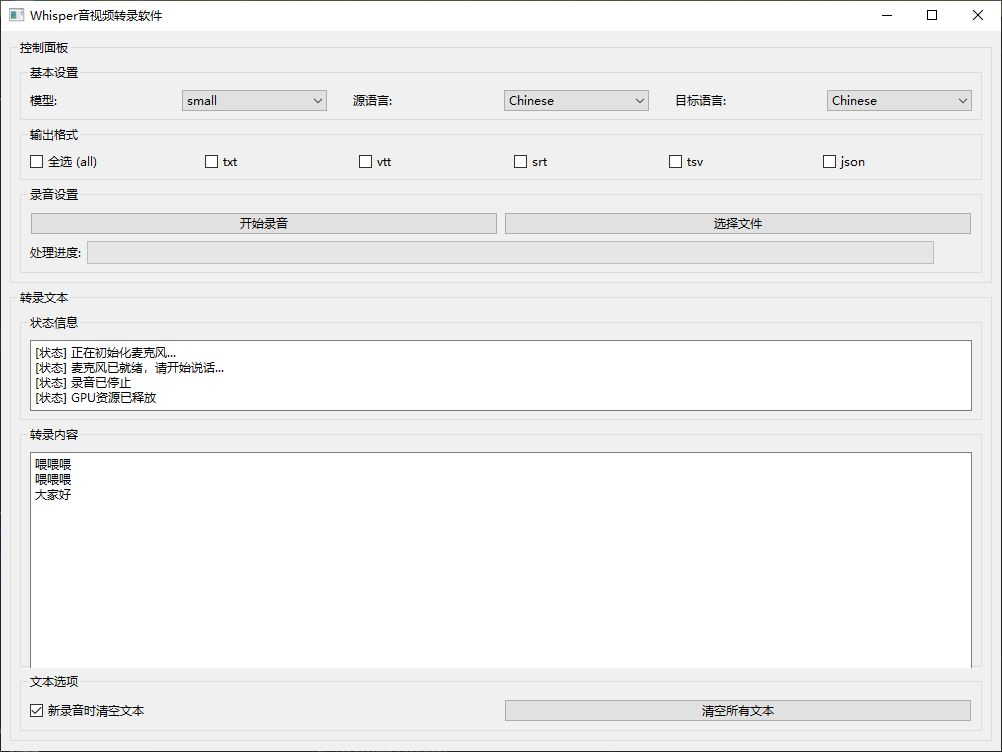 Whisper音视频转录软件
控制面板
基本设置
模型: small 源语言: Chinese 目标语言: Chinese
输出格式
全选 (all) txt vtt srt tsv json
录音设置
开始录音 选择文件
处理进度:
转录文本
状态信息
[状态] 正在初始化麦克风...
[状态] 麦克风已就绪，请开始说话...
[状态] 录音已停止
[状态] GPU资源已释放
转录内容
喂喂喂
喂喂喂
大家好
文本选项
新录音时清空文本 清空所有文本